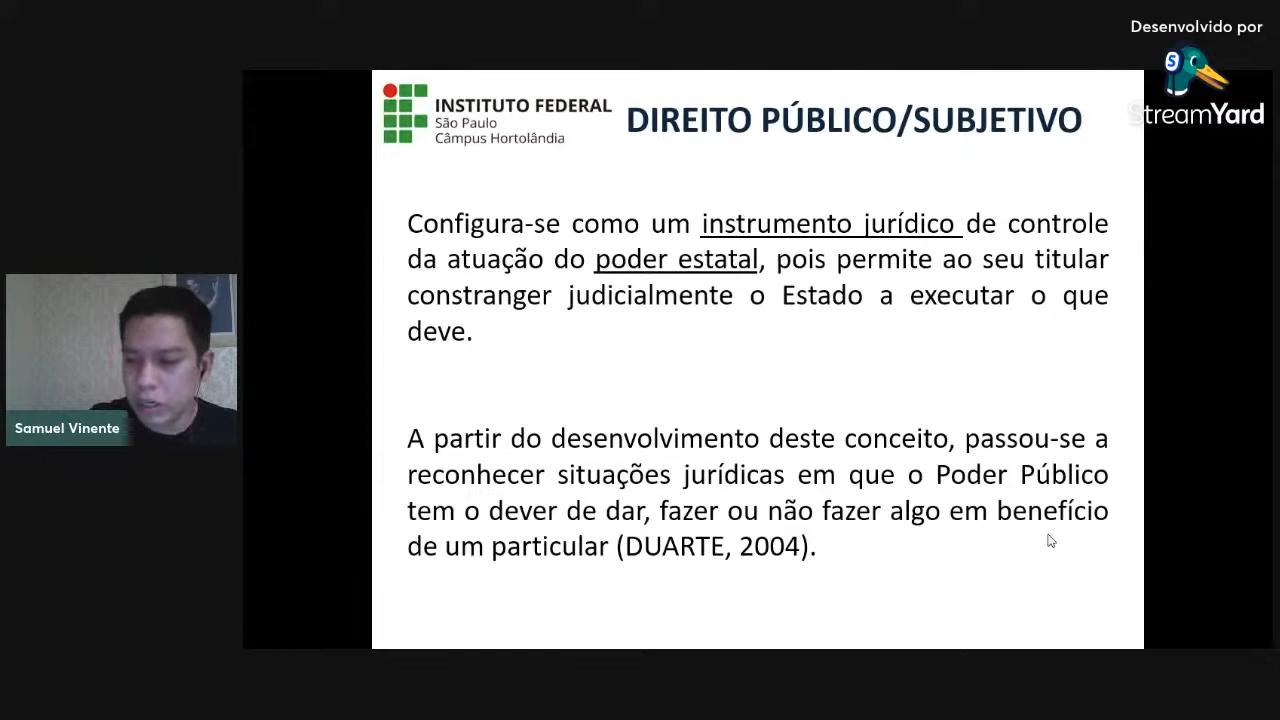 Desenvolvido por
S
StreamYard
INSTITUTO FEDERAL
São Paulo
Câmpus Hortolândia
DIREITO PÚBLICO/SUBJETIVO
Configura-se como um instrumento jurídico de controle
da atuação do poder estatal, pois permite ao seu titular
constranger judicialmente o Estado a executar o que
deve.
Samuel Vinente
A partir do desenvolvimento deste conceito, passou-se a
reconhecer situações jurídicas em que o Poder Público
tem o dever de dar, fazer ou não fazer algo em benefício
de um particular (DUARTE, 2004).